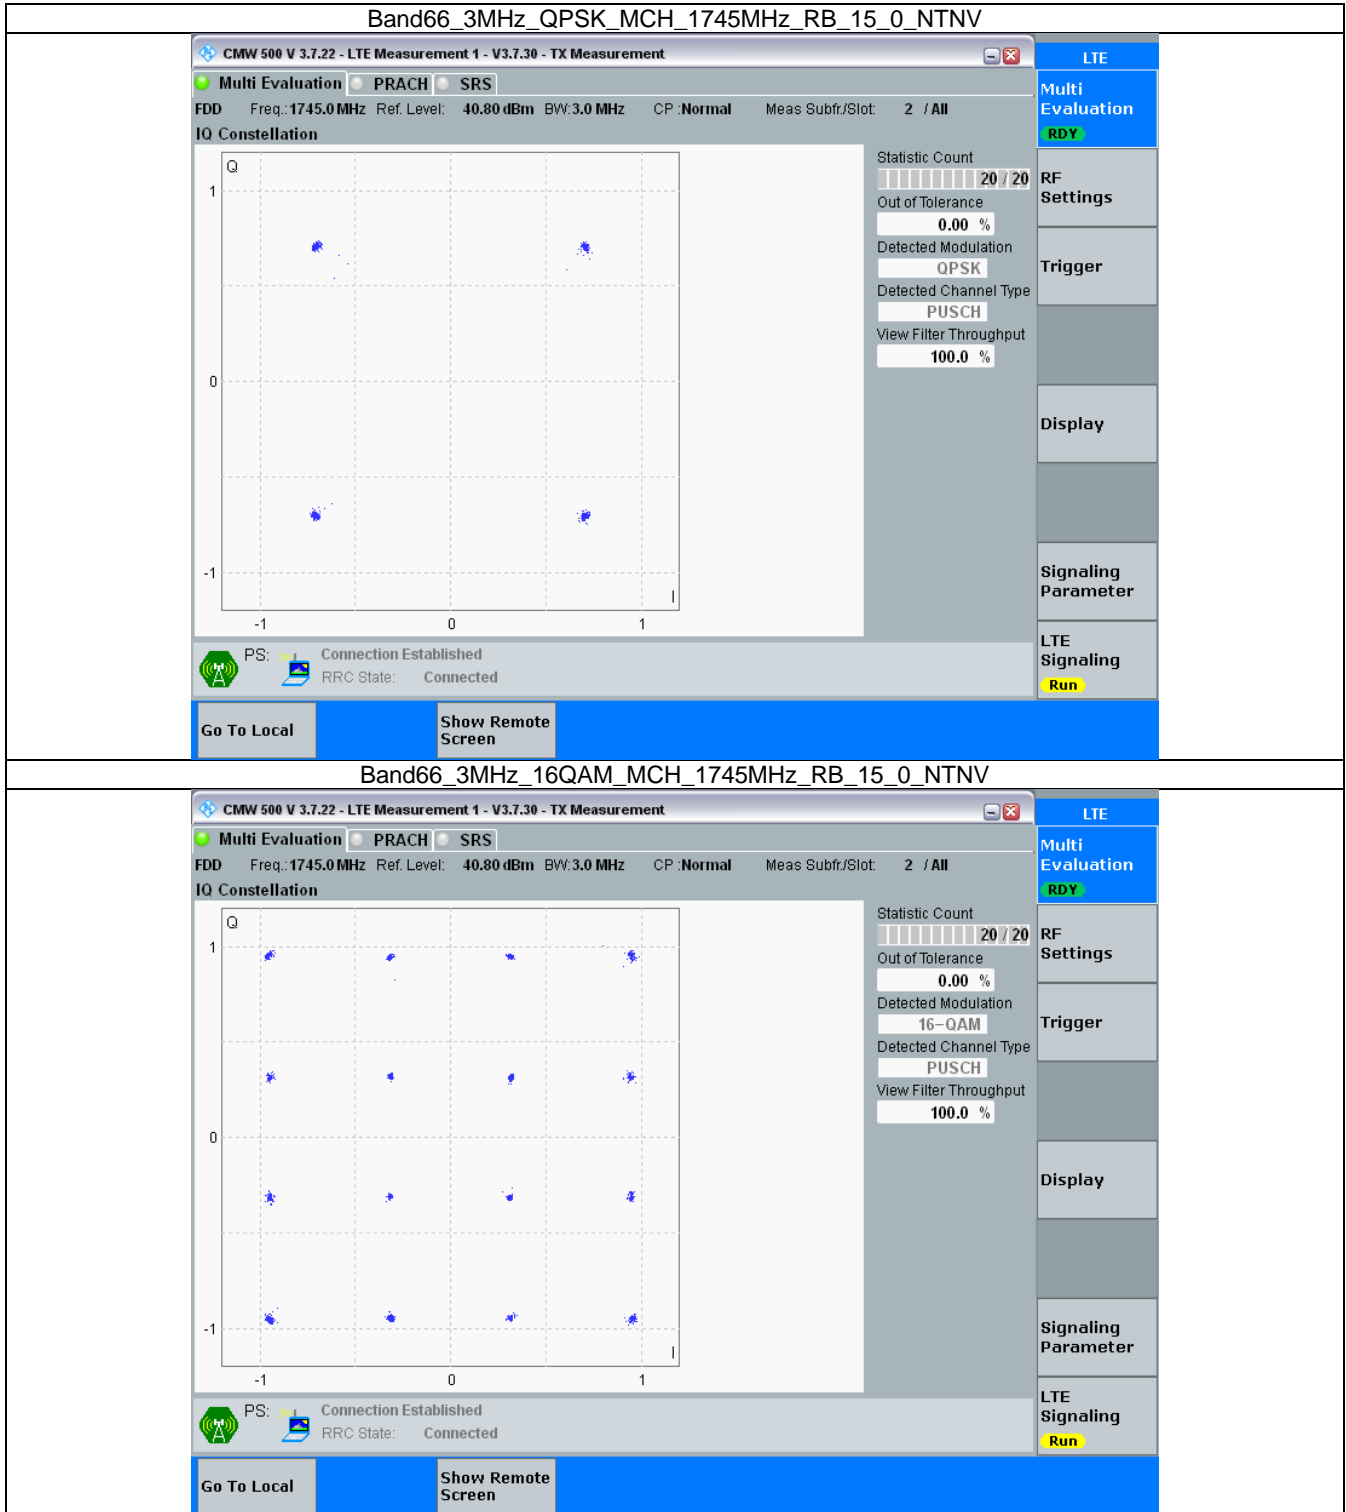 Band66_3MHz_QPSK_MCH_1745MHz_RB_15_0_NTNV
CMW 500 V 3.7.22 - LTE Measurement 1 - V3.7.30 - TX Measurement
LTE
Multi Evaluation PRACH SRS
Multi
Evaluation
RDY
FDD Freq.:1745.0 MHz Ref. Level: 40.80 dBm BW:3.0 MHz CP :Normal Meas Subfr./Slot: 2 / All
IQ Constellation
Q
1
0
-1
I
-1 0 1
Statistic Count
20 / 20
Out of Tolerance
0.00 %
Detected Modulation
QPSK
Detected Channel Type
PUSCH
View Filter Throughput
100.0 %
RF
Settings
Trigger
Display
Signaling
Parameter
LTE
Signaling
Run
PS: Connection Established
RRC State: Connected
Go To Local
Show Remote
Screen
Band66_3MHz_16QAM_MCH_1745MHz_RB_15_0_NTNV
CMW 500 V 3.7.22 - LTE Measurement 1 - V3.7.30 - TX Measurement
LTE
Multi Evaluation PRACH SRS
Multi
Evaluation
RDY
FDD Freq.:1745.0 MHz Ref. Level: 40.80 dBm BW:3.0 MHz CP :Normal Meas Subfr./Slot: 2 / All
IQ Constellation
Q
1
0
-1
I
-1 0 1
Statistic Count
20 / 20
Out of Tolerance
0.00 %
Detected Modulation
16-QAM
Detected Channel Type
PUSCH
View Filter Throughput
100.0 %
RF
Settings
Trigger
Display
Signaling
Parameter
LTE
Signaling
Run
PS: Connection Established
RRC State: Connected
Go To Local
Show Remote
Screen